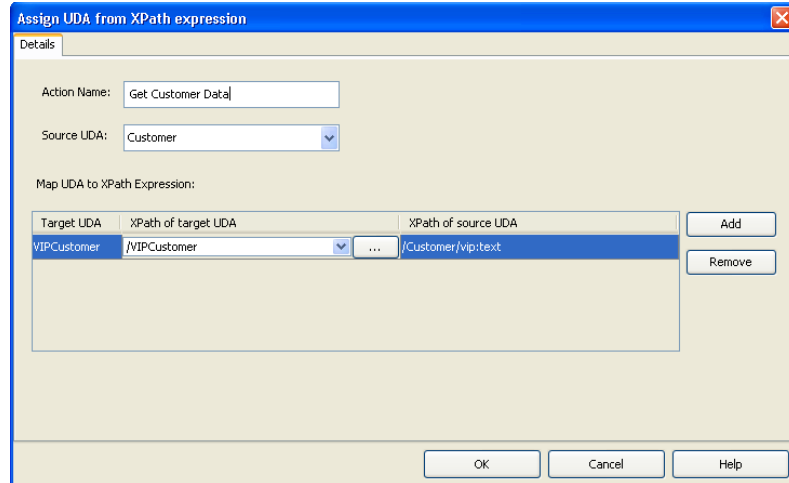 Assign UDA from XPath expression
Details
Action Name: Get Customer Data
Source UDA: Customer
Map UDA to XPath Expression:
Target UDA XPath of target UDA XPath of source UDA
VIPCustomer /VIPCustomer ... /Customer/vip:text
Add
Remove
OK Cancel Help